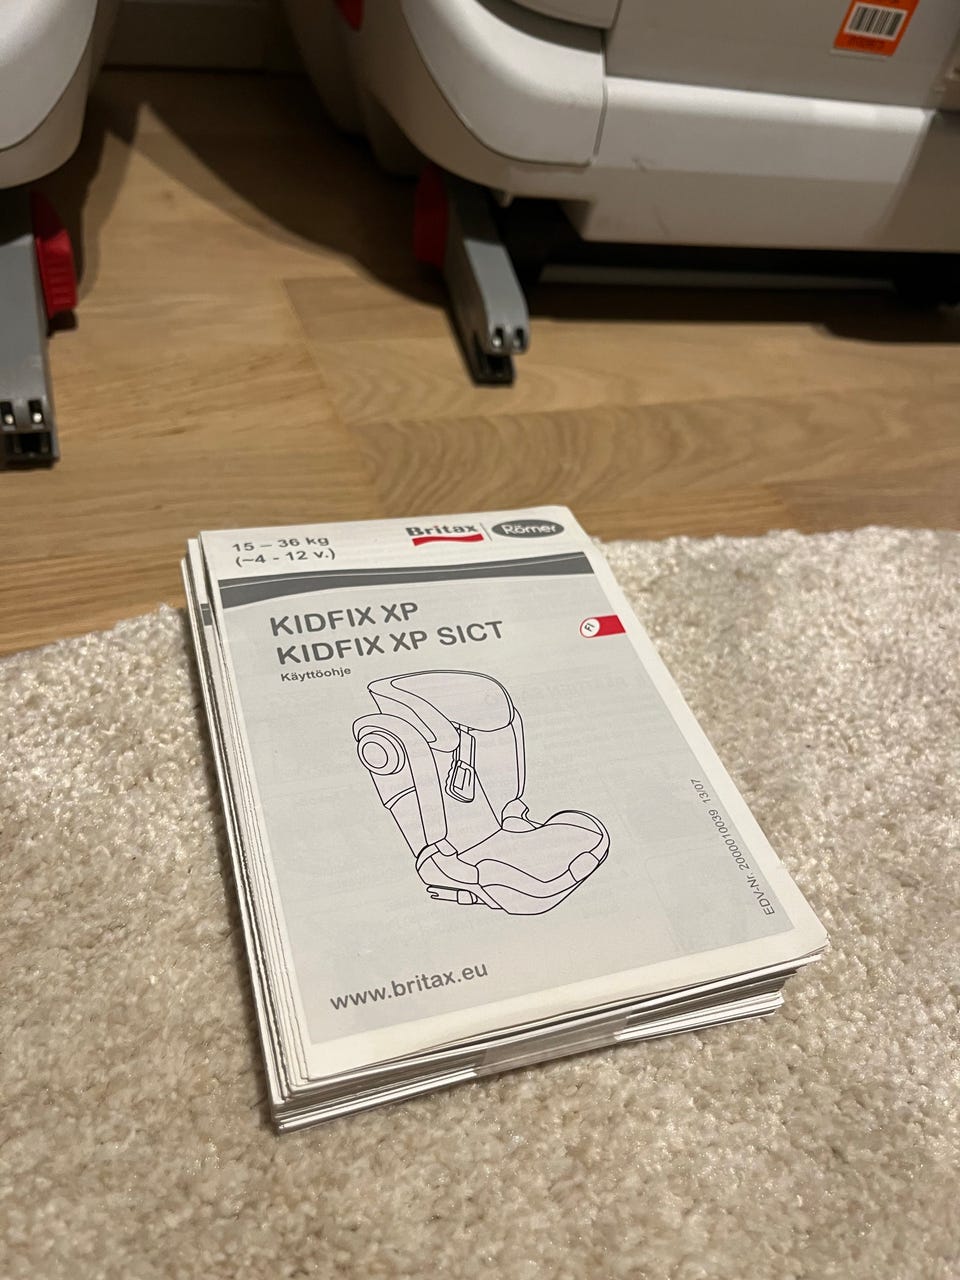 15 – 36 kg
(~4 - 12 v.)
Britax Römer
KIDFIX XP
KIDFIX XP SICT
Käyttöohje
FI
EDV-Nr. 2000010039 13/07
www.britax.eu